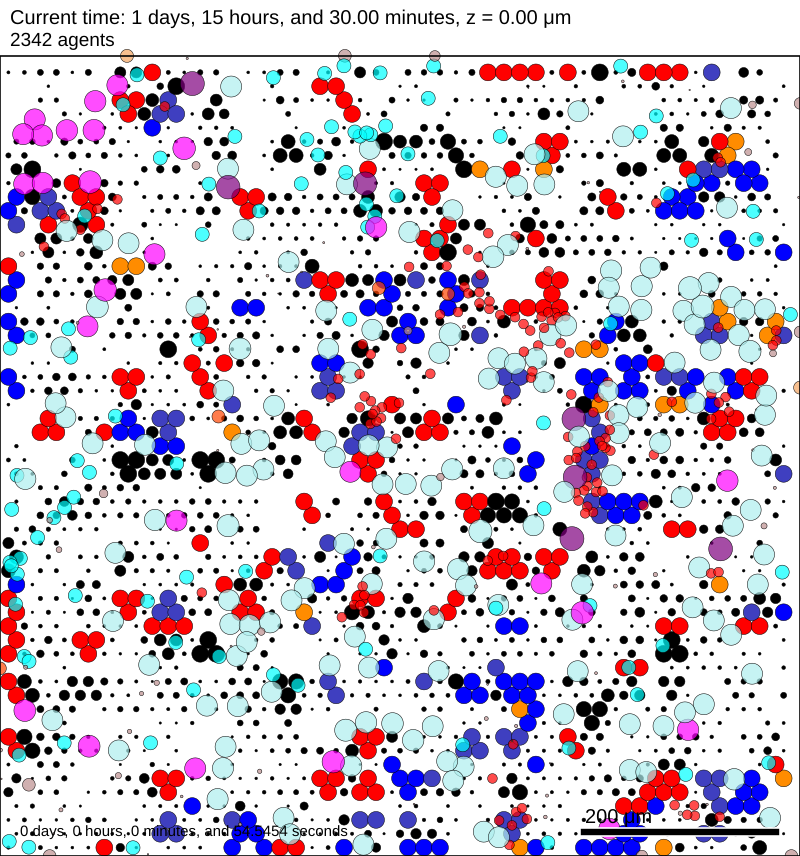 Current time: 1 days, 15 hours, and 30.00 minutes, z = 0.00 μm
2342 agents
200 μm
0 days, 0 hours, 0 minutes, and 54.5454 seconds